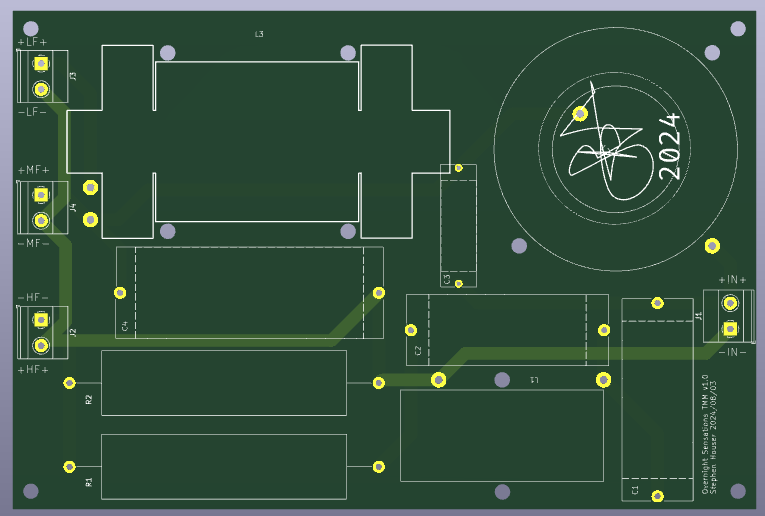 L3
+LF+
J3
-LF-
2024
+MF+
J4
-MF-
C3
+IN+
-HF-
J1
C4
J2
C2
-IN-
+HF+
L1
R2
Overnight Sensations TMM v1.0
Stephen Houser 2024/08/03
R1
C1